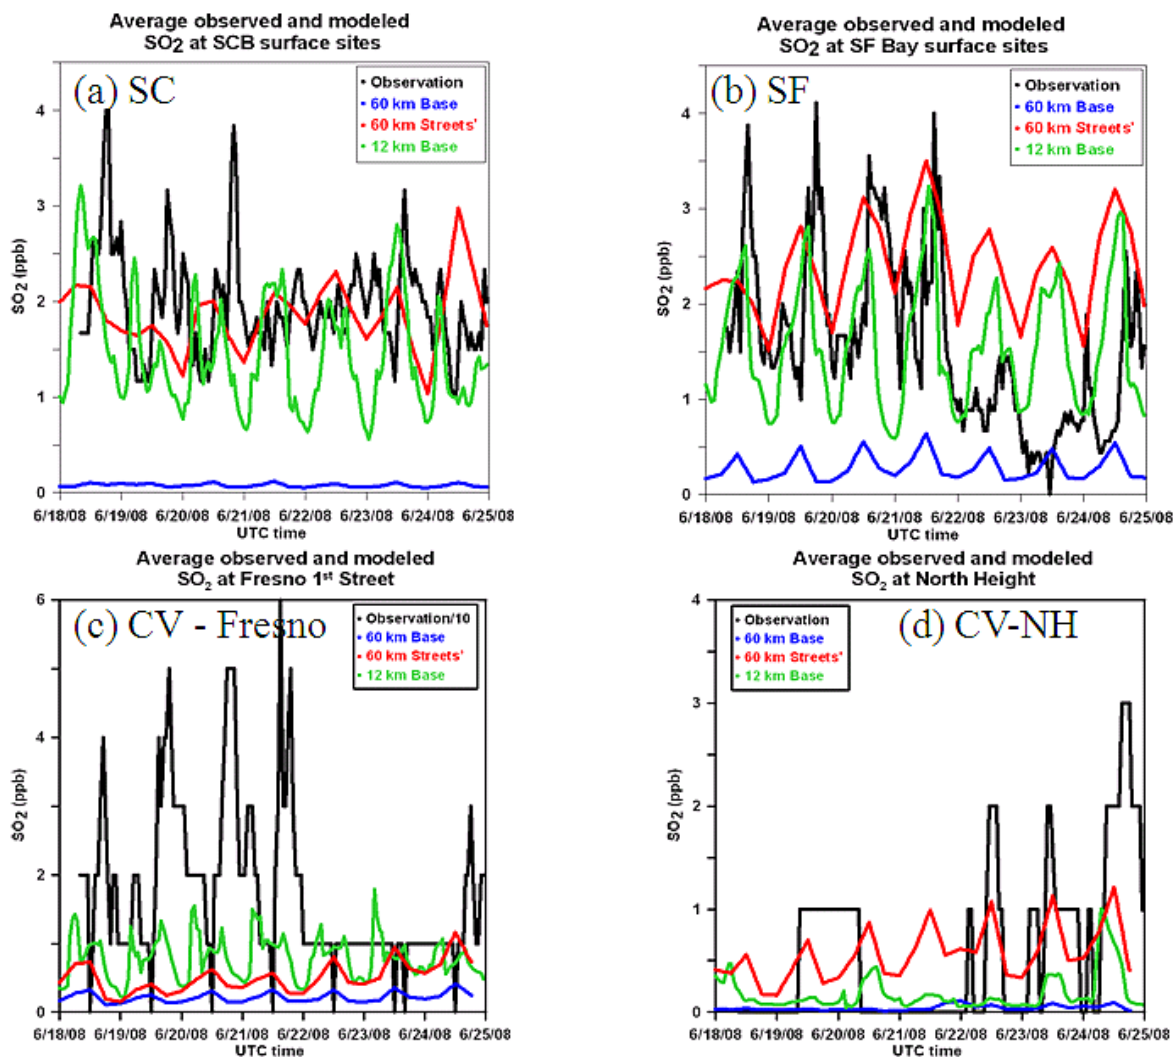 Average observed and modeled
SO2 at SCB surface sites
(a) SC
Observation
60 km Base
60 km Streets'
12 km Base
SO2 (ppb)
4
3
2
1
0
6/18/08 6/19/08 6/20/08 6/21/08 6/22/08 6/23/08 6/24/08 6/25/08
UTC time
Average observed and modeled
SO2 at SF Bay surface sites
(b) SF
Observation
60 km Base
60 km Streets'
12 km Base
SO2 (ppb)
4
3
2
1
0
6/18/08 6/19/08 6/20/08 6/21/08 6/22/08 6/23/08 6/24/08 6/25/08
UTC time
Average observed and modeled
SO2 at Fresno 1st Street
(c) CV - Fresno
Observation/10
60 km Base
60 km Streets'
12 km Base
SO2 (ppb)
6
4
2
0
6/18/08 6/19/08 6/20/08 6/21/08 6/22/08 6/23/08 6/24/08 6/25/08
UTC time
Average observed and modeled
SO2 at North Height
(d) CV-NH
Observation
60 km Base
60 km Streets'
12 km Base
SO2 (ppb)
4
3
2
1
0
6/18/08 6/19/08 6/20/08 6/21/08 6/22/08 6/23/08 6/24/08 6/25/08
UTC time